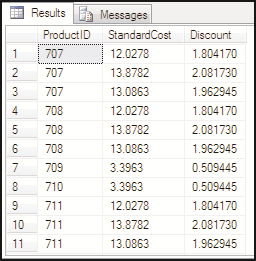 Results Messages
ProductID StandardCost Discount
1 707 12.0278 1.804170
2 707 13.8782 2.081730
3 707 13.0863 1.962945
4 708 12.0278 1.804170
5 708 13.8782 2.081730
6 708 13.0863 1.962945
7 709 3.3963 0.509445
8 710 3.3963 0.509445
9 711 12.0278 1.804170
10 711 13.8782 2.081730
11 711 13.0863 1.962945